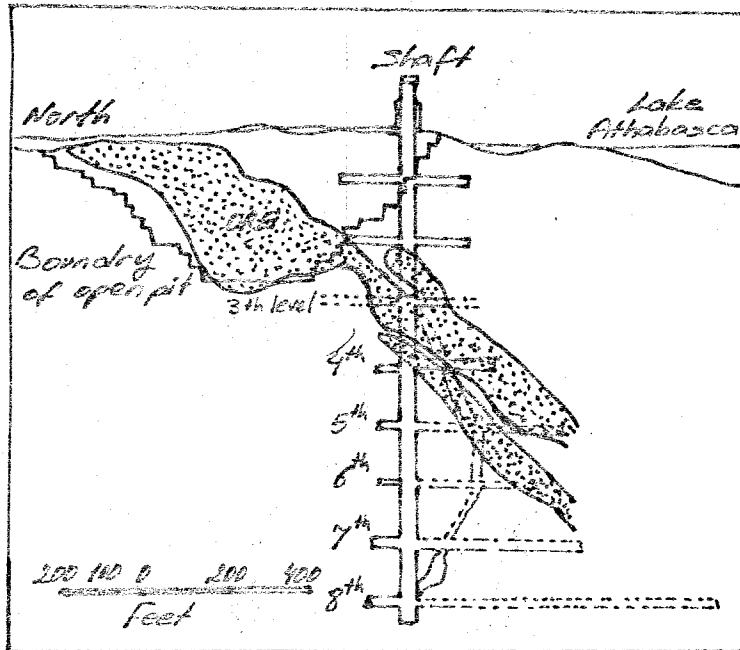 Shaft
North
Lake
Athabasca
ore
Boundry
of open pit
3th level
4th
5th
6th
7th
8th
200 100 0 200 400
Feet